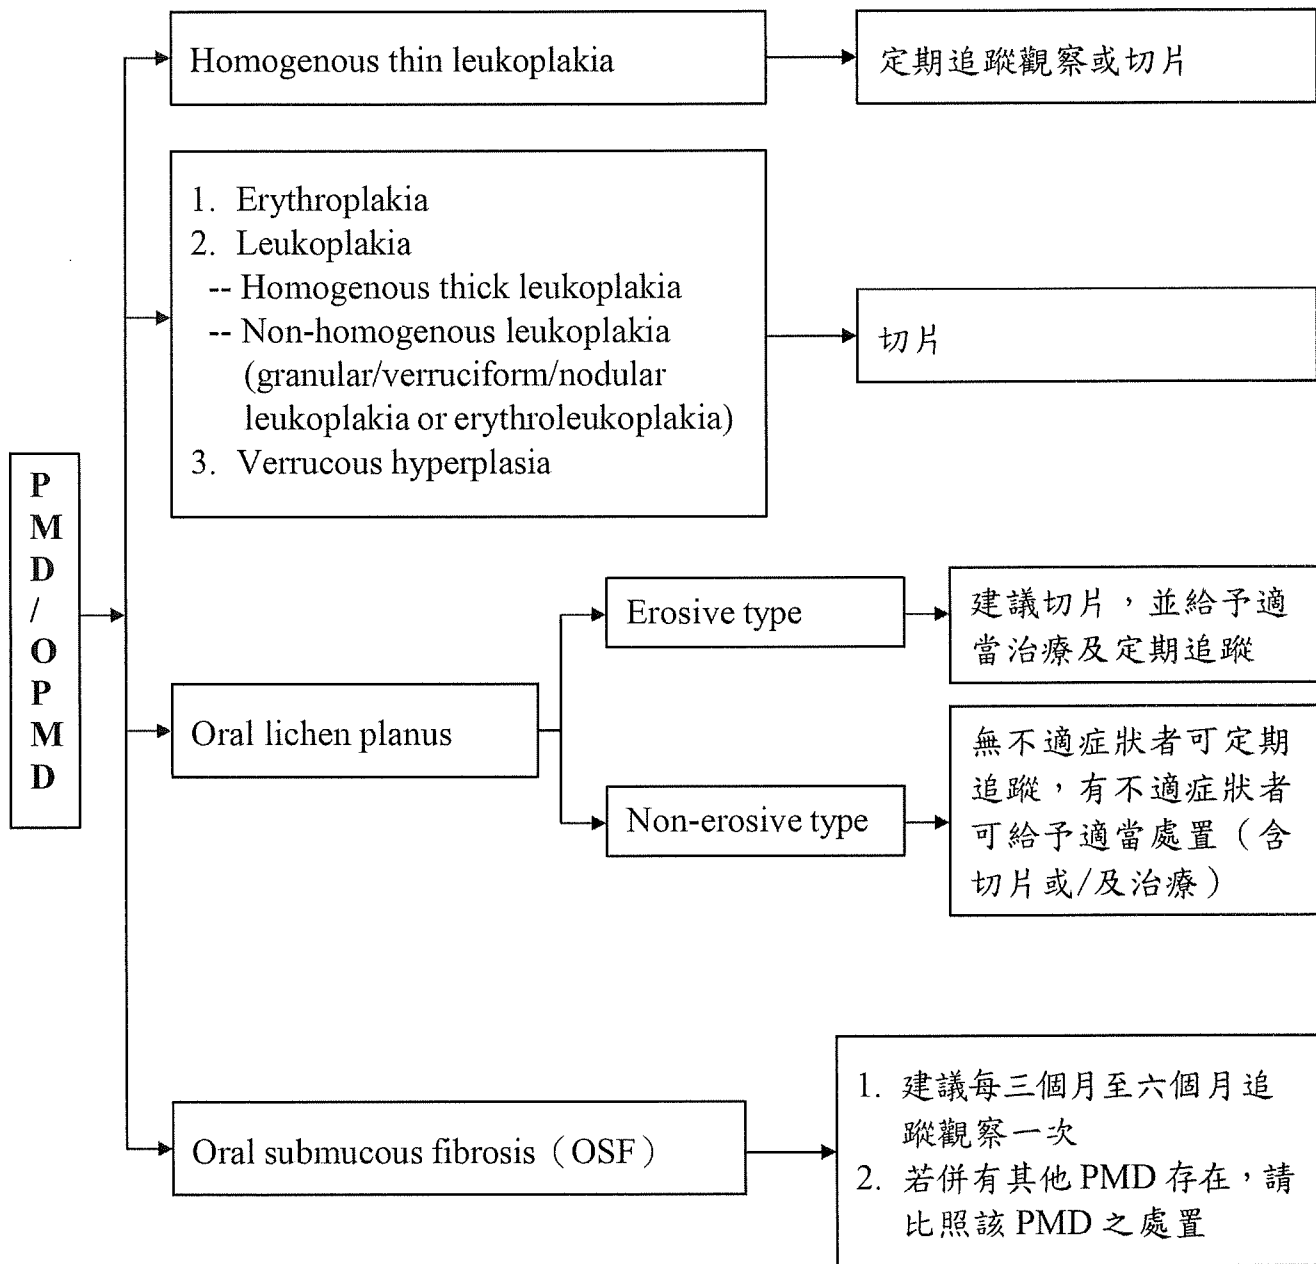 Homogenous thin leukoplakia
定期追蹤觀察或切片
1. Erythroplakia
2. Leukoplakia
-- Homogenous thick leukoplakia
-- Non-homogenous leukoplakia
(granular/verruciform/nodular
leukoplakia or erythroleukoplakia)
3. Verrucous hyperplasia
切片
P
M
D
/
O
P
M
D
Oral lichen planus
Erosive type
建議切片，並給予適
當治療及定期追蹤
Non-erosive type
無不適症狀者可定期
追蹤，有不適症狀者
可給予適當處置（含
切片或/及治療）
Oral submucous fibrosis（OSF）
1. 建議每三個月至六個月追
蹤觀察一次
2. 若併有其他 PMD 存在，請
比照該 PMD 之處置